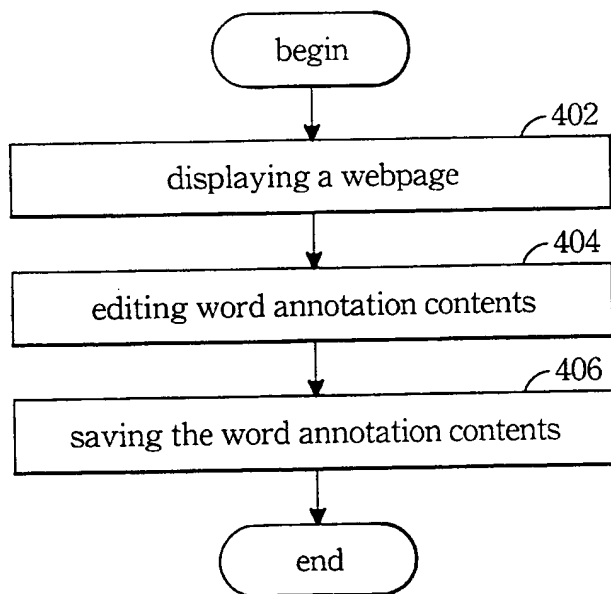 begin
402
displaying a webpage
404
editing word annotation contents
406
saving the word annotation contents
end